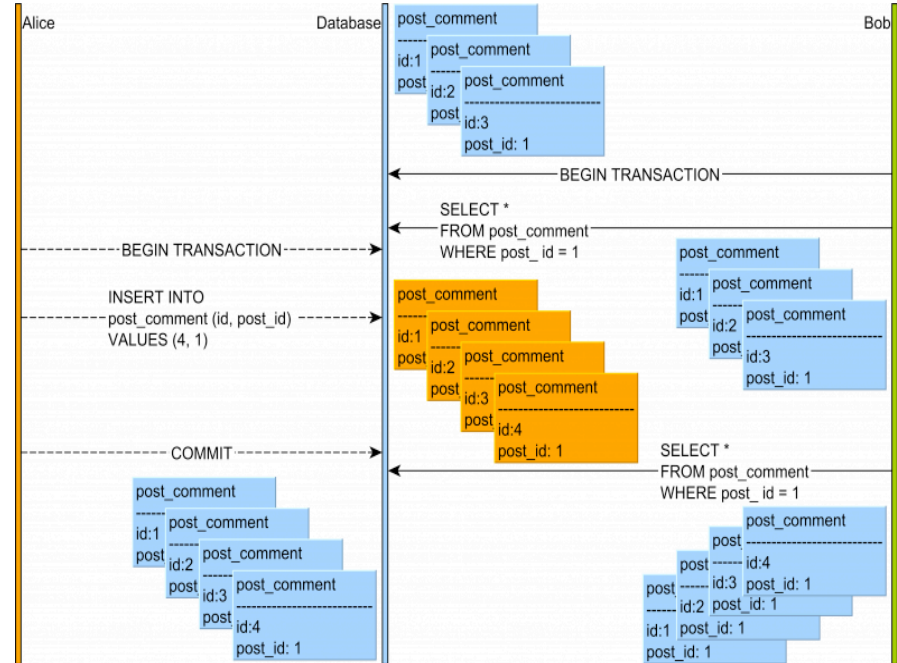 Alice
Database
Bob
post_comment
------
id:1
post
post_comment
------
id:2
post
post_comment
------------------------------
id:3
post_id: 1
BEGIN TRANSACTION
SELECT *
FROM post_comment
WHERE post_ id = 1
BEGIN TRANSACTION
post_comment
------
id:1
post
post_comment
------
id:2
post
post_comment
------------------------------
id:3
post_id: 1
INSERT INTO
post_comment (id, post_id)
VALUES (4, 1)
post_comment
------
id:1
post
post_comment
------
id:2
post
post_comment
------
id:3
post
post_comment
------------------------------
id:4
post_id: 1
COMMIT
SELECT *
FROM post_comment
WHERE post_ id = 1
post_comment
------
id:1
post
post_comment
------
id:2
post
post_comment
------
id:3
post
post_comment
------------------------------
id:4
post_id: 1
post_comment
------------------------------
id:4
post_id: 1
post
------
id:3
post_id: 1
post
------
id:2
post_id: 1
post
------
id:1
post_id: 1